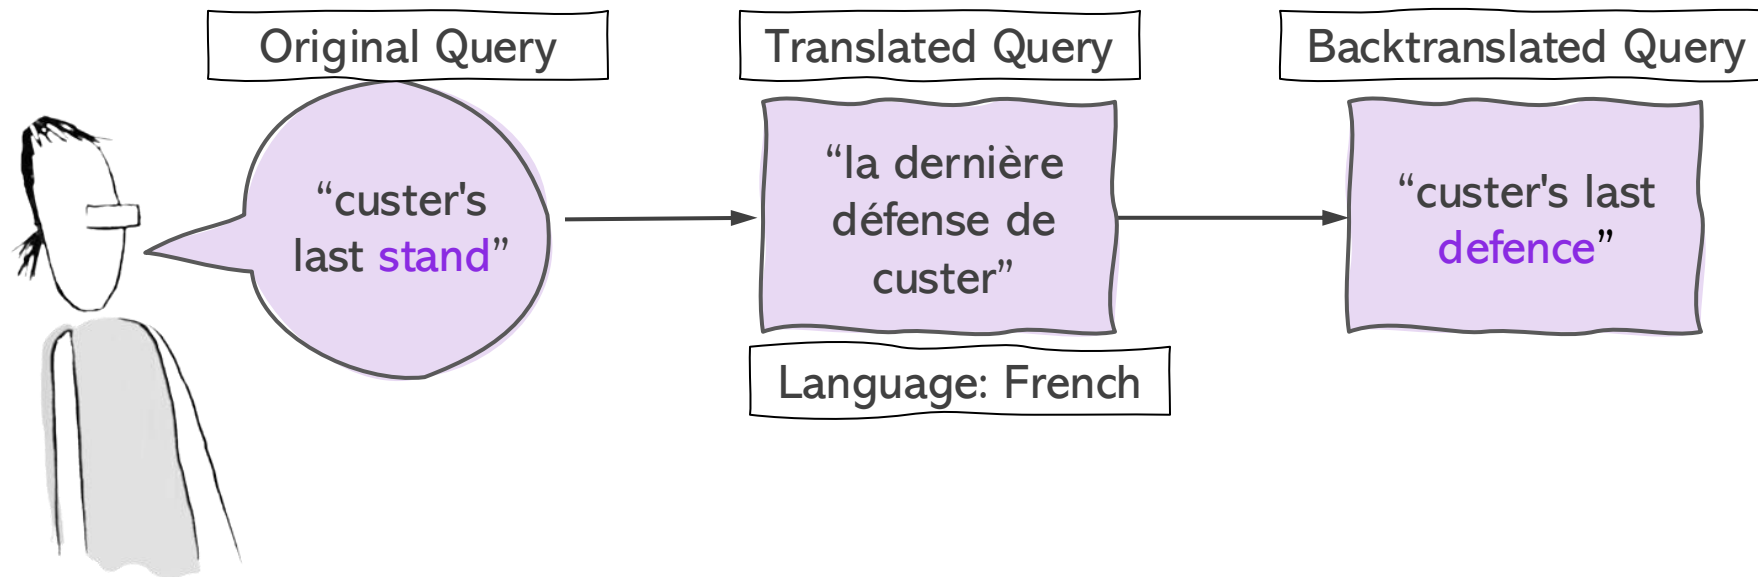 Original Query
“custer's
last stand”
Translated Query
“la dernière
défense de
custer”
Language: French
Backtranslated Query
“custer's last
defence”